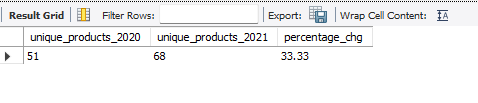 Result Grid Filter Rows: Export: Wrap Cell Content:
unique_products_2020 unique_products_2021 percentage_chg
51 68 33.33